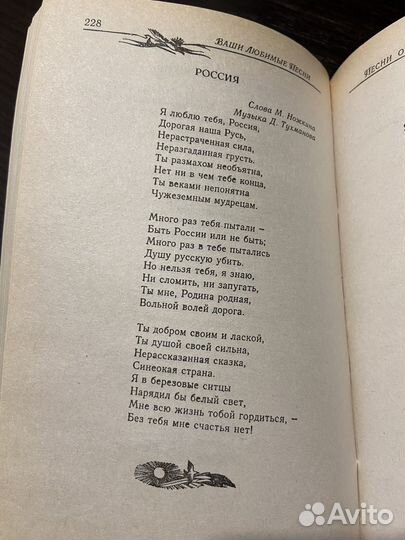 228
Ваши Любимые Песни
РОССИЯ
Слова М. Ножкина
Музыка Д. Тухманова
Я люблю тебя, Россия,
Дорогая наша Русь,
Нерастраченная сила,
Неразгаданная грусть.
Ты размахом необъятна,
Нет ни в чем тебе конца,
Ты веками непонятна
Чужеземным мудрецам.
Много раз тебя пытали –
Быть России или не быть;
Много раз в тебе пытались
Душу русскую убить.
Но нельзя тебя, я знаю,
Ни сломить, ни запугать,
Ты мне, Родина родная,
Вольной волей дорога.
Ты добром своим и лаской,
Ты душой своей сильна,
Нерассказанная сказка,
Синеокая страна.
Я в березовые ситцы
Нарядил бы белый свет,
Мне всю жизнь тобой гордиться, –
Без тебя мне счастья нет!
Песни о
Avito